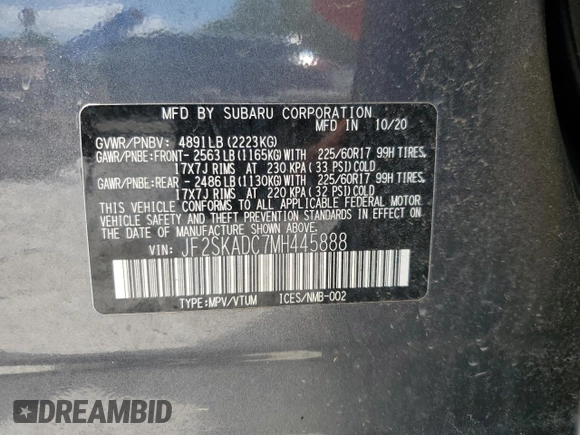 MFD BY SUBARU CORPORATION
MFD IN 10/20
GVWR/PNBV: 4891LB(2223KG)
GAWR/PNBE:FRONT- 2563LB(1165KG)WITH 225/60R17 99H TIRES,
17X7J RIMS AT 230 KPA(33 PSI)COLD
GAWR/PNBE:REAR - 2486LB(1130KG)WITH 225/60R17 99H TIRES,
17X7J RIMS AT 220 KPA(32 PSI)COLD
THIS VEHICLE CONFORMS TO ALL APPLICABLE FEDERAL MOTOR
VEHICLE SAFETY AND THEFT PREVENTION STANDARDS IN EFFECT ON
THE DATE OF MANUFACTURE SHOWN ABOVE.
VIN: JF2SKADC7MH445888
TYPE:MPV/VTUM ICES/NMB-002
DREAMBID